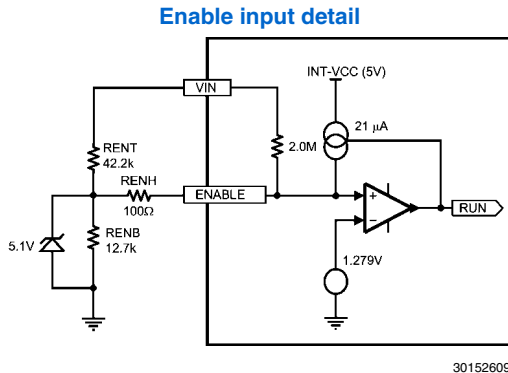 Enable input detail
INT-VCC (5V)
VIN
21 µA
2.0M
RENT
42.2k
RENH
100Ω
ENABLE
+
−
RUN
5.1V
RENB
12.7k
1.279V
30152609